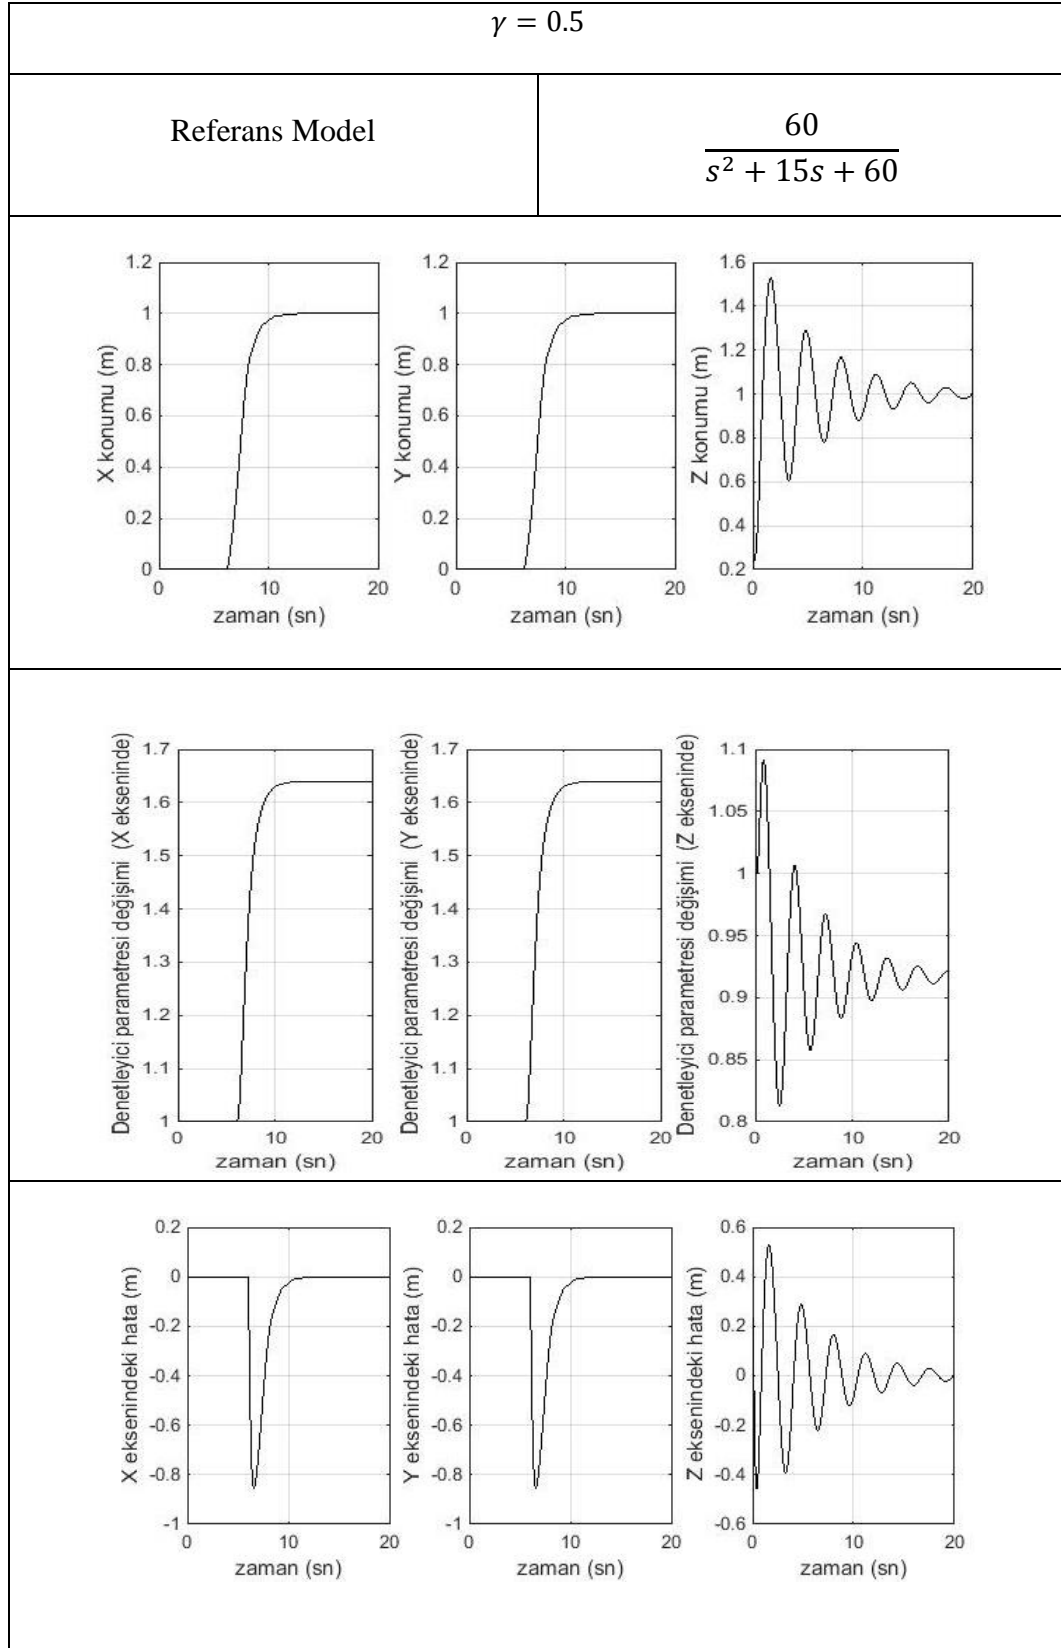 γ = 0.5
Referans Model
60
s² + 15s + 60
1.2
1
0.8
0.6
0.4
0.2
0
0 10 20
X konumu (m)
zaman (sn)
1.2
1
0.8
0.6
0.4
0.2
0
0 10 20
Y konumu (m)
zaman (sn)
1.6
1.4
1.2
1
0.8
0.6
0.4
0.2
0 10 20
Z konumu (m)
zaman (sn)
1.7
1.6
1.5
1.4
1.3
1.2
1.1
1
0 10 20
Denetleyici parametresi değişimi (X ekseninde)
zaman (sn)
1.7
1.6
1.5
1.4
1.3
1.2
1.1
1
0 10 20
Denetleyici parametresi değişimi (Y ekseninde)
zaman (sn)
1.1
1.05
1
0.95
0.9
0.85
0.8
0 10 20
Denetleyici parametresi değişimi (Z ekseninde)
zaman (sn)
0.2
0
-0.2
-0.4
-0.6
-0.8
-1
0 10 20
X eksenindeki hata (m)
zaman (sn)
0.2
0
-0.2
-0.4
-0.6
-0.8
-1
0 10 20
Y eksenindeki hata (m)
zaman (sn)
0.6
0.4
0.2
0
-0.2
-0.4
-0.6
0 10 20
Z eksenindeki hata (m)
zaman (sn)